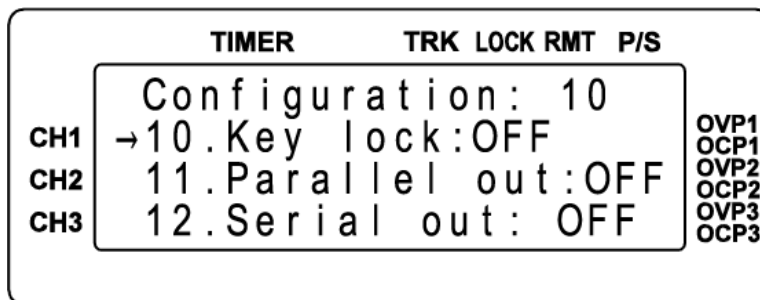 TIMER TRK LOCK RMT P/S
Configuration: 10
CH1 →10.Key lock:OFF OVP1
OCP1
CH2 11.Parallel out:OFF OVP2
OCP2
CH3 12.Serial out: OFF OVP3
OCP3